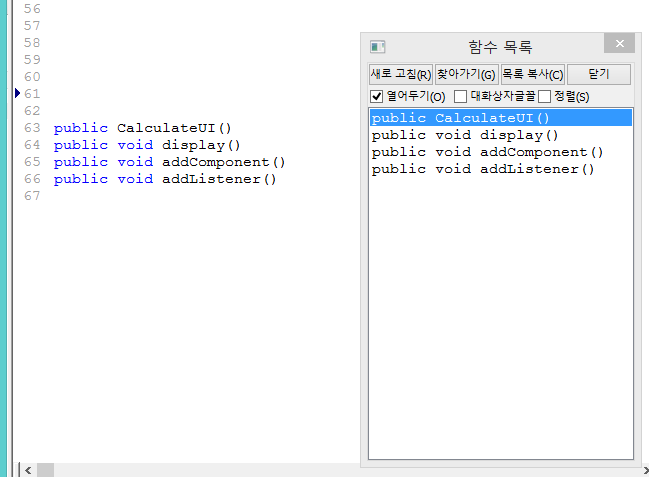 56
57
58
59
60
61
62
63 public CalculateUI()
64 public void display()
65 public void addComponent()
66 public void addListener()
67
함수 목록
새로 고침(R) 찾아가기(G) 목록 복사(C) 닫기
열어두기(O) 대화상자글꼴 정렬(S)
public CalculateUI()
public void display()
public void addComponent()
public void addListener()